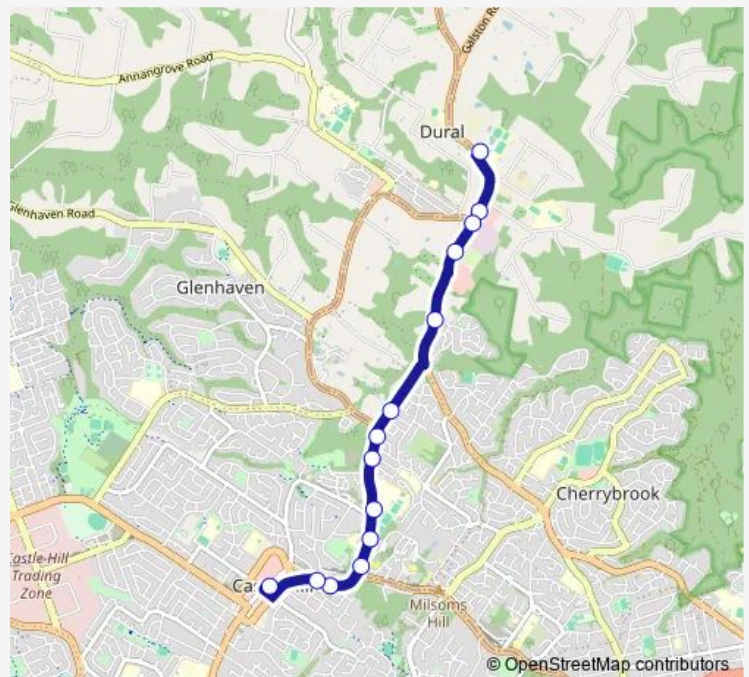 Annangrove Road
Galston Ro
Dural
Glenhaven Road
Glenhaven
Cherrybrook
Castle Hill
Trading
Zone
Milsoms
Hill
© OpenStreetMap contributors